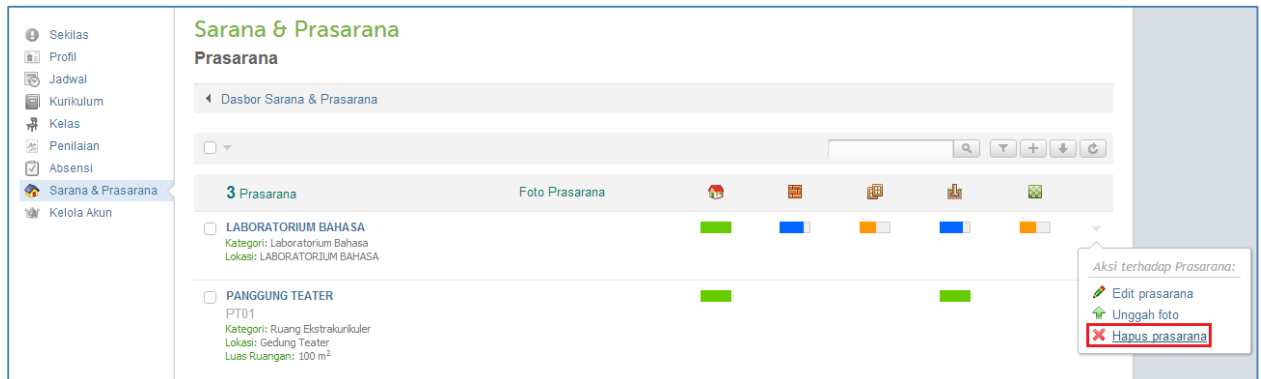 Sekilas
Profil
Jadwal
Kurikulum
Kelas
Penilaian
Absensi
Sarana & Prasarana
Kelola Akun
Sarana & Prasarana
Prasarana
Dasbor Sarana & Prasarana
3 Prasarana Foto Prasarana
LABORATORIUM BAHASA
Kategori: Laboratorium Bahasa
Lokasi: LABORATORIUM BAHASA
PANGGUNG TEATER
PT01
Kategori: Ruang Ekstrakurikuler
Lokasi: Gedung Teater
Luas Ruangan: 100 m²
Aksi terhadap Prasarana:
Edit prasarana
Unggah foto
Hapus prasarana